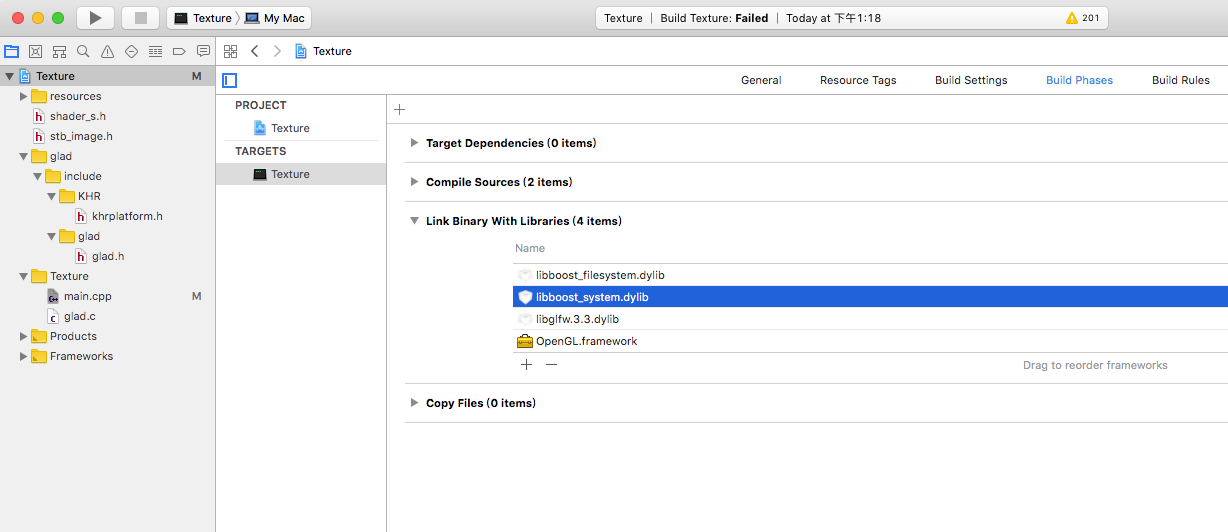 Texture My Mac Texture Build Texture: Failed Today at 下午1:18 201
Texture
Texture M
General Resource Tags Build Settings Build Phases Build Rules
resources
shader_s.h
stb_image.h
glad
include
KHR
khrplatform.h
glad
glad.h
Texture
main.cpp M
glad.c
Products
Frameworks
PROJECT
Texture
TARGETS
Texture
Target Dependencies (0 items)
Compile Sources (2 items)
Link Binary With Libraries (4 items)
Name
libboost_filesystem.dylib
libboost_system.dylib
libglfw.3.3.dylib
OpenGL.framework
Drag to reorder frameworks
Copy Files (0 items)